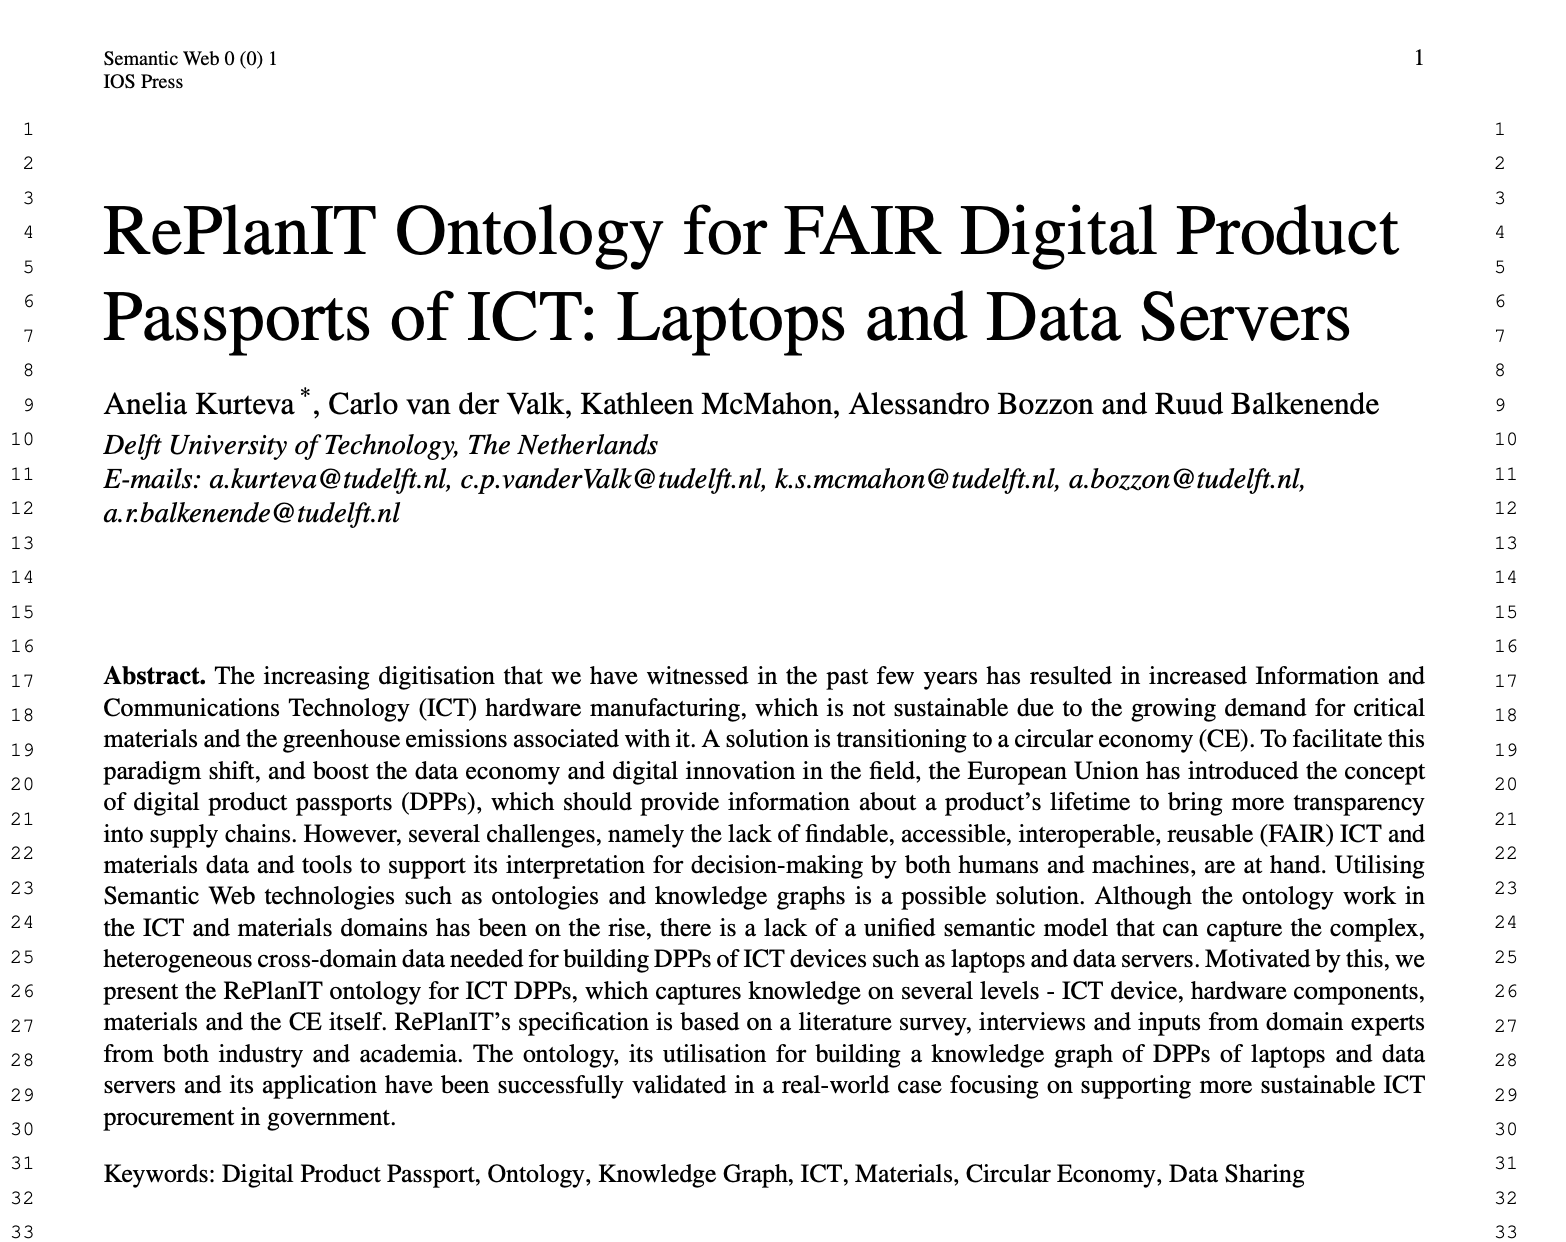 Semantic Web 0 (0) 1
1
IOS Press
1
1
2
2
3
3
RePlanIT Ontology for FAIR Digital Product
4
4
5
5
Passports of ICT: Laptops and Data Servers
6
6
7
7
8
8
Anelia Kurteva *, Carlo van der Valk, Kathleen McMahon, Alessandro Bozzon and Ruud Balkenende
9
9
Delft University of Technology, The Netherlands
10
10
E-mails: a.kurteva@tudelft.nl, c.p.vanderValk@tudelft.nl, k.s.mcmahon@tudelft.nl, a.bozzon@tudelft.nl,
11
11
a.r.balkenende@tudelft.nl
12
12
13
13
14
14
15
15
16
16
Abstract. The increasing digitisation that we have witnessed in the past few years has resulted in increased Information and
17
17
Communications Technology (ICT) hardware manufacturing, which is not sustainable due to the growing demand for critical
18
18
materials and the greenhouse emissions associated with it. A solution is transitioning to a circular economy (CE). To facilitate this
19
19
paradigm shift, and boost the data economy and digital innovation in the field, the European Union has introduced the concept
20
20
of digital product passports (DPPs), which should provide information about a product's lifetime to bring more transparency
21
21
into supply chains. However, several challenges, namely the lack of findable, accessible, interoperable, reusable (FAIR) ICT and
22
22
materials data and tools to support its interpretation for decision-making by both humans and machines, are at hand. Utilising
23
23
Semantic Web technologies such as ontologies and knowledge graphs is a possible solution. Although the ontology work in
24
24
the ICT and materials domains has been on the rise, there is a lack of a unified semantic model that can capture the complex,
25
25
heterogeneous cross-domain data needed for building DPPs of ICT devices such as laptops and data servers. Motivated by this, we
26
26
present the RePlanIT ontology for ICT DPPs, which captures knowledge on several levels - ICT device, hardware components,
27
27
materials and the CE itself. RePlanIT's specification is based on a literature survey, interviews and inputs from domain experts
28
28
from both industry and academia. The ontology, its utilisation for building a knowledge graph of DPPs of laptops and data
29
29
servers and its application have been successfully validated in a real-world case focusing on supporting more sustainable ICT
procurement in government.
30
30
31
31
Keywords: Digital Product Passport, Ontology, Knowledge Graph, ICT, Materials, Circular Economy, Data Sharing
32
32
33
33